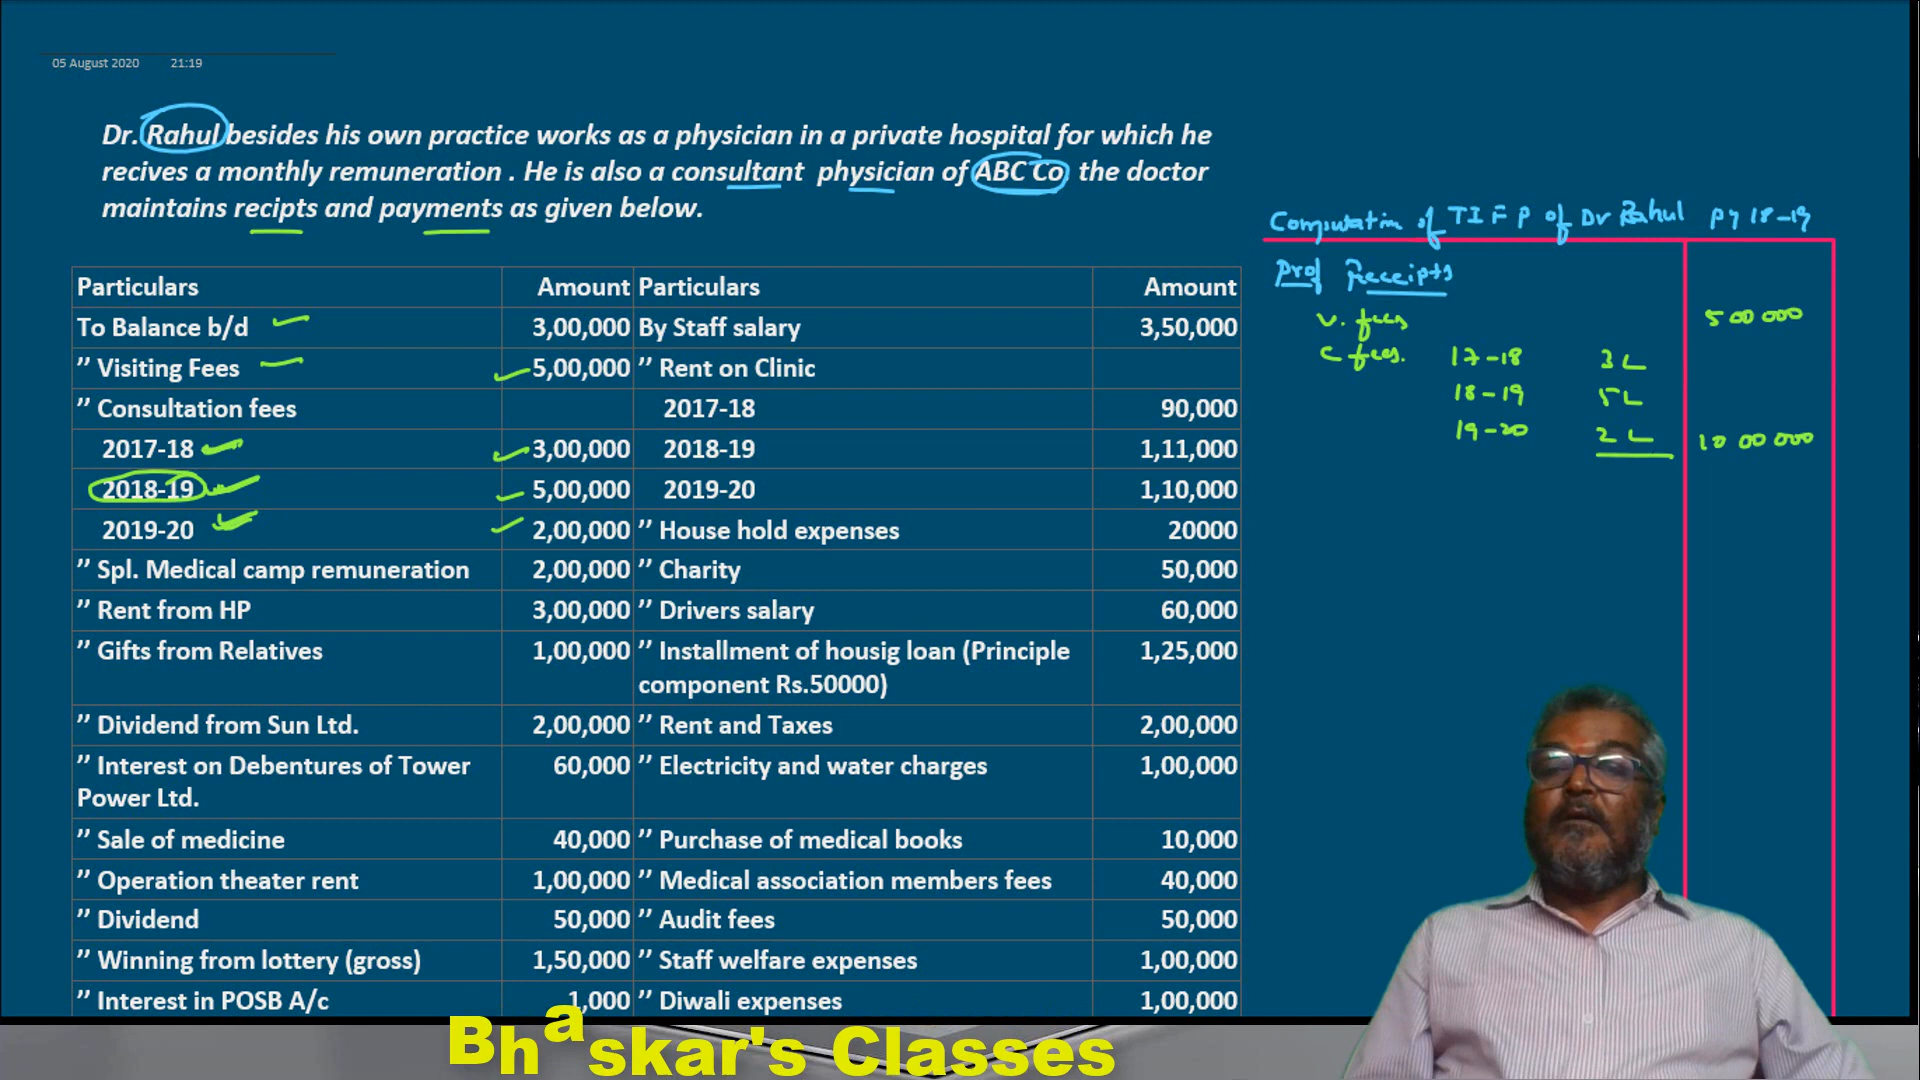 05 August 2020 21:19
Dr. Rahul besides his own practice works as a physician in a private hospital for which he
recives a monthly remuneration . He is also a consultant physician of ABC Co, the doctor
maintains recipts and payments as given below.
Particulars Amount Particulars Amount
To Balance b/d 3,00,000 By Staff salary 3,50,000
” Visiting Fees 5,00,000 ” Rent on Clinic
” Consultation fees 2017-18 90,000
2017-18 3,00,000 2018-19 1,11,000
2018-19 5,00,000 2019-20 1,10,000
2019-20 2,00,000 ” House hold expenses 20000
” Spl. Medical camp remuneration 2,00,000 ” Charity 50,000
” Rent from HP 3,00,000 ” Drivers salary 60,000
” Gifts from Relatives 1,00,000 ” Installment of housig loan (Principle 1,25,000
component Rs.50000)
” Dividend from Sun Ltd. 2,00,000 ” Rent and Taxes 2,00,000
” Interest on Debentures of Tower 60,000 ” Electricity and water charges 1,00,000
Power Ltd.
” Sale of medicine 40,000 ” Purchase of medical books 10,000
” Operation theater rent 1,00,000 ” Medical association members fees 40,000
” Dividend 50,000 ” Audit fees 50,000
” Winning from lottery (gross) 1,50,000 ” Staff welfare expenses 1,00,000
” Interest in POSB A/c 1,000 ” Diwali expenses 1,00,000
Computation of T I F P of Dr Rahul PY 18-19
Prof Receipts
V. fees 500000
C fees. 17-18 3 L
18-19 5 L
19-20 2 L 1000000
Bhaskar's Classes